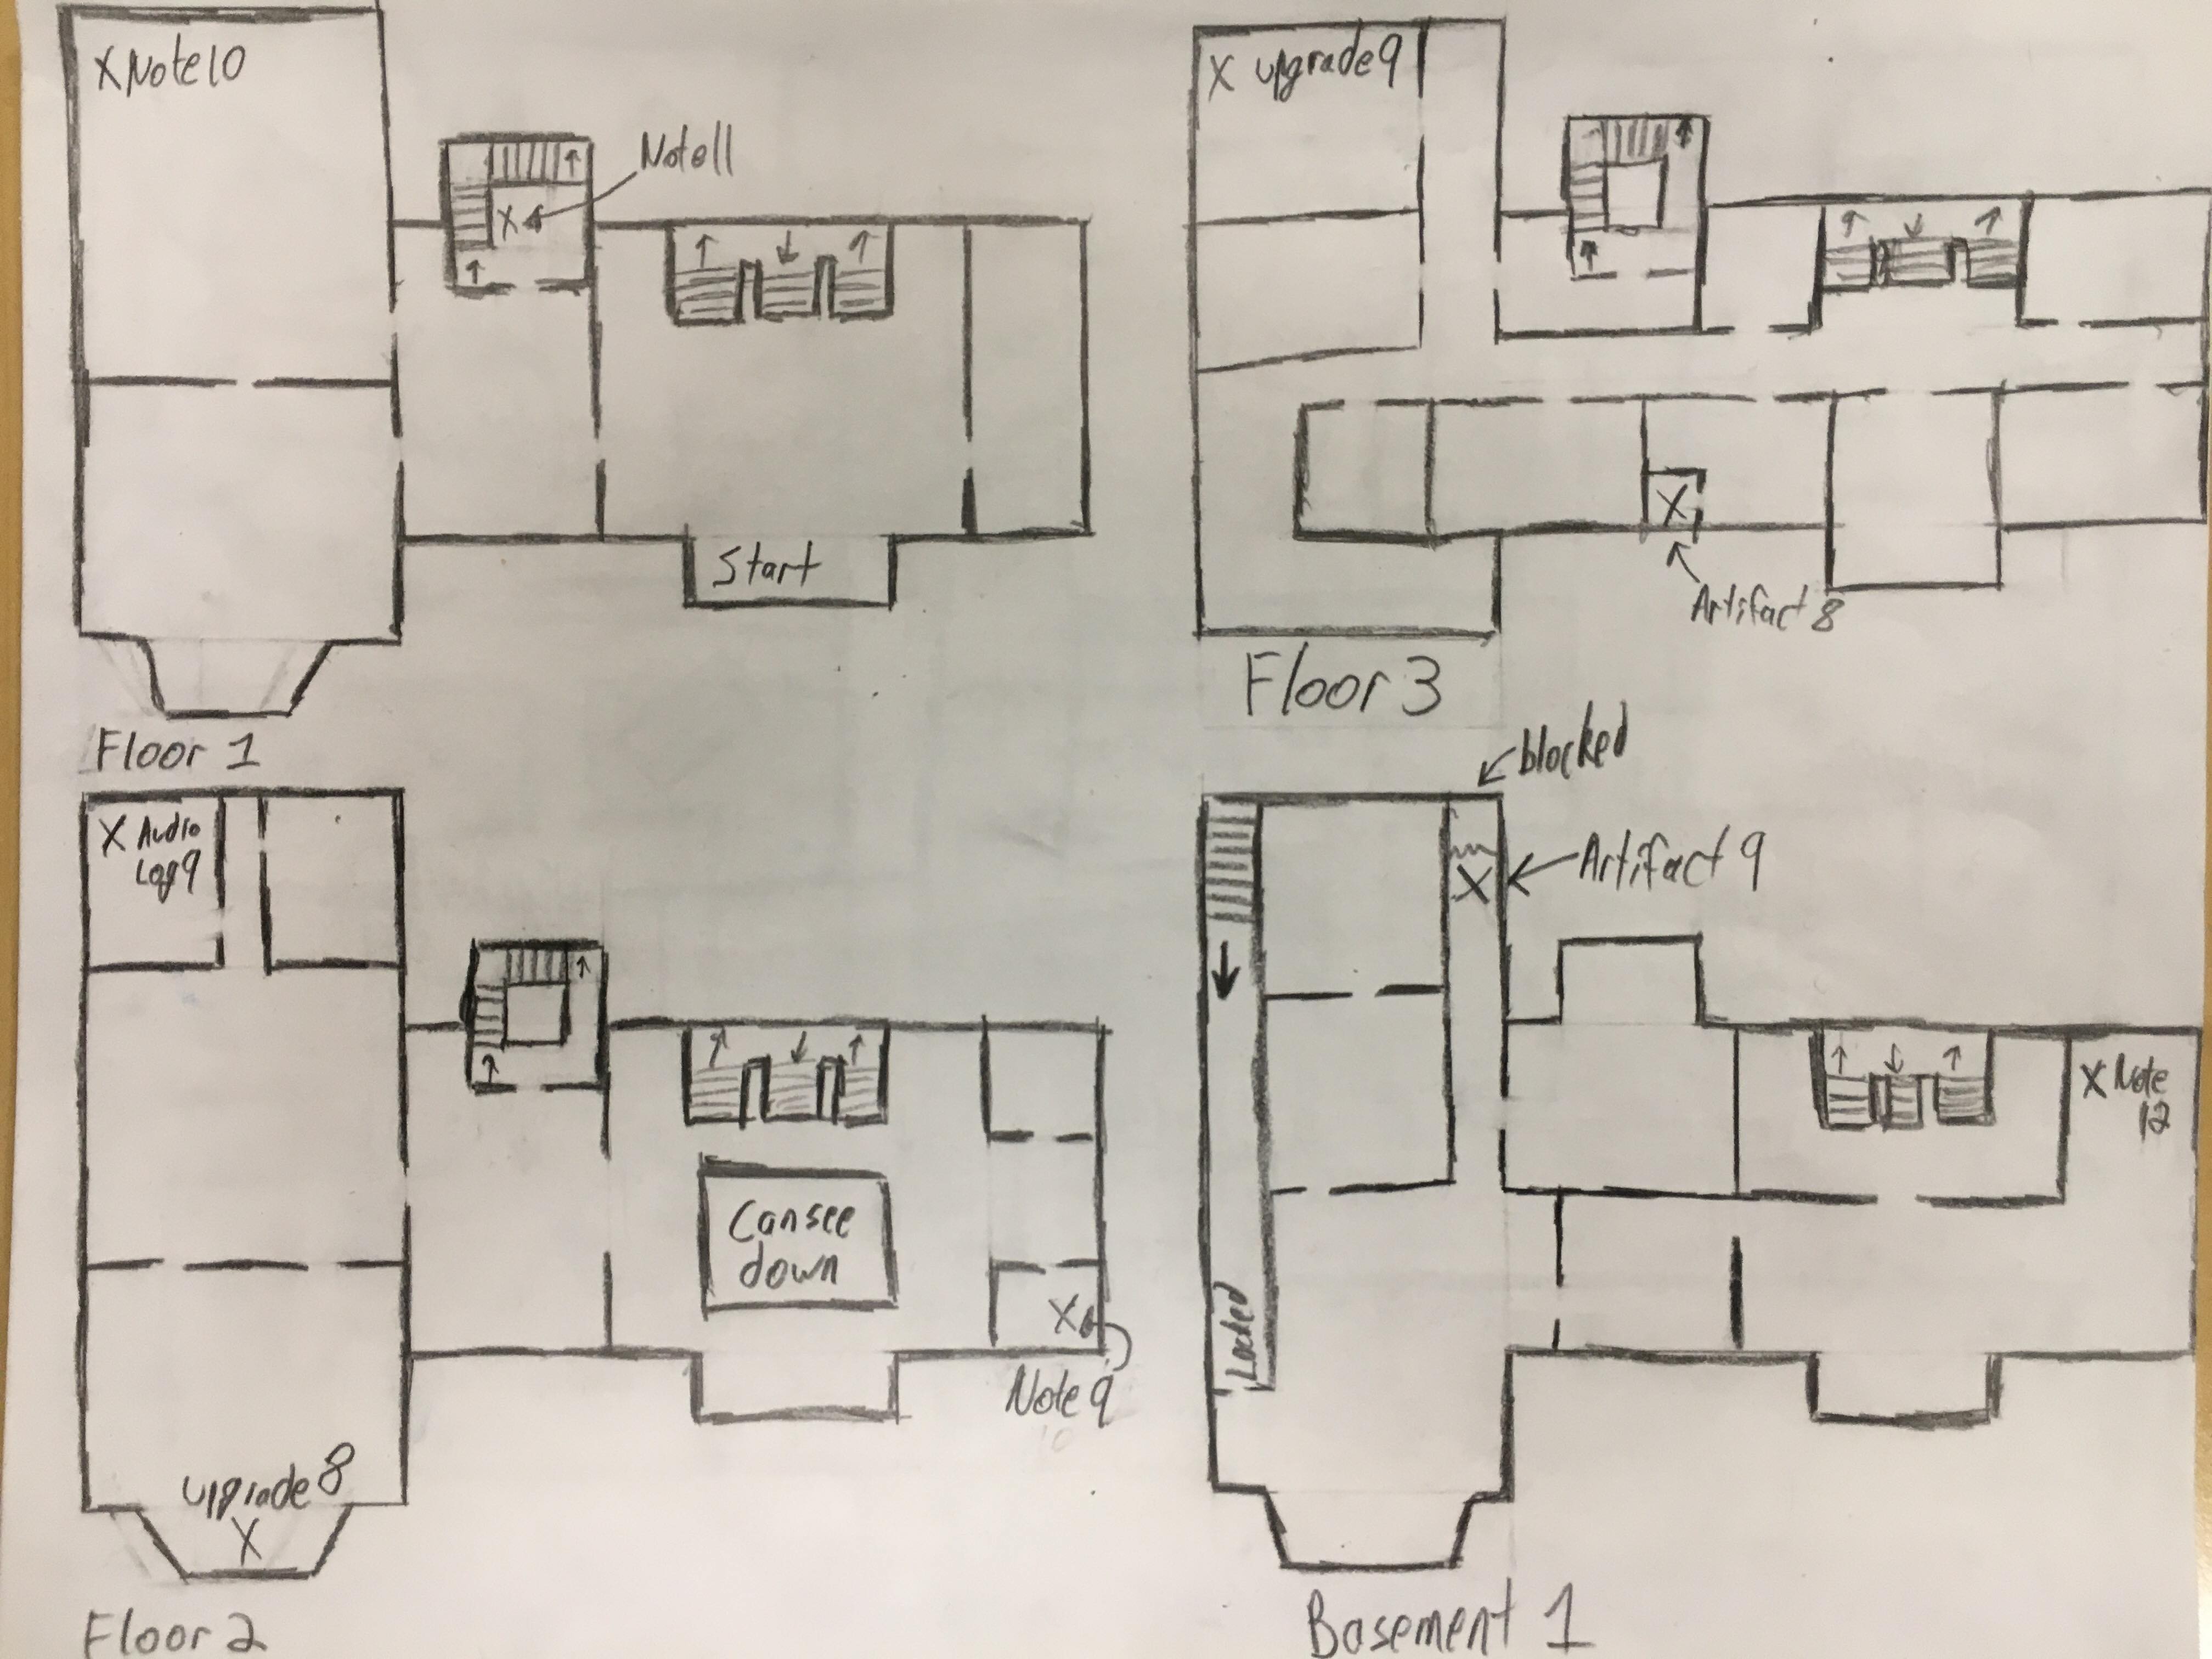 X Note 10
Note 11
X
Start
Floor 1
X upgrade 9
X
Artifact 8
Floor 3
X Audio
Log 9
Can see
down
X
Note 9
upgrade 8
X
Floor 2
blocked
Artifact 9
X
X Note
12
Locked
Basement 1